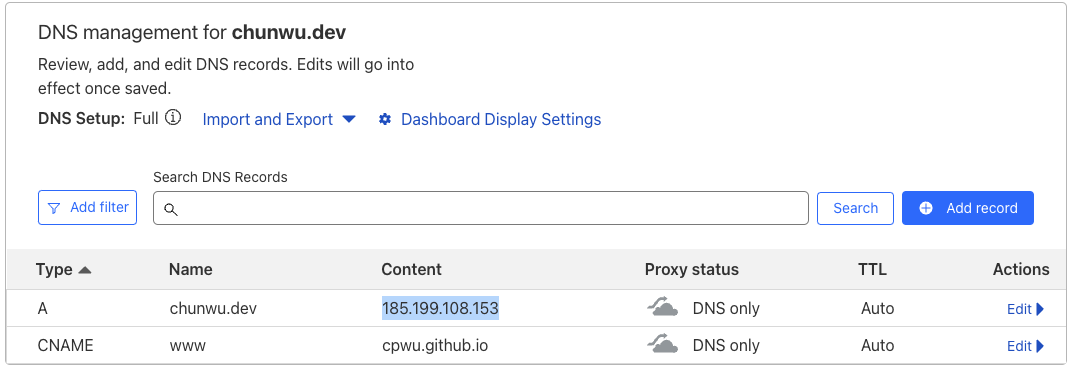 DNS management for chunwu.dev
Review, add, and edit DNS records. Edits will go into
effect once saved.
DNS Setup: Full Import and Export Dashboard Display Settings
Search DNS Records
Add filter Search Add record
Type Name Content Proxy status TTL Actions
A chunwu.dev 185.199.108.153 DNS only Auto Edit
CNAME www cpwu.github.io DNS only Auto Edit